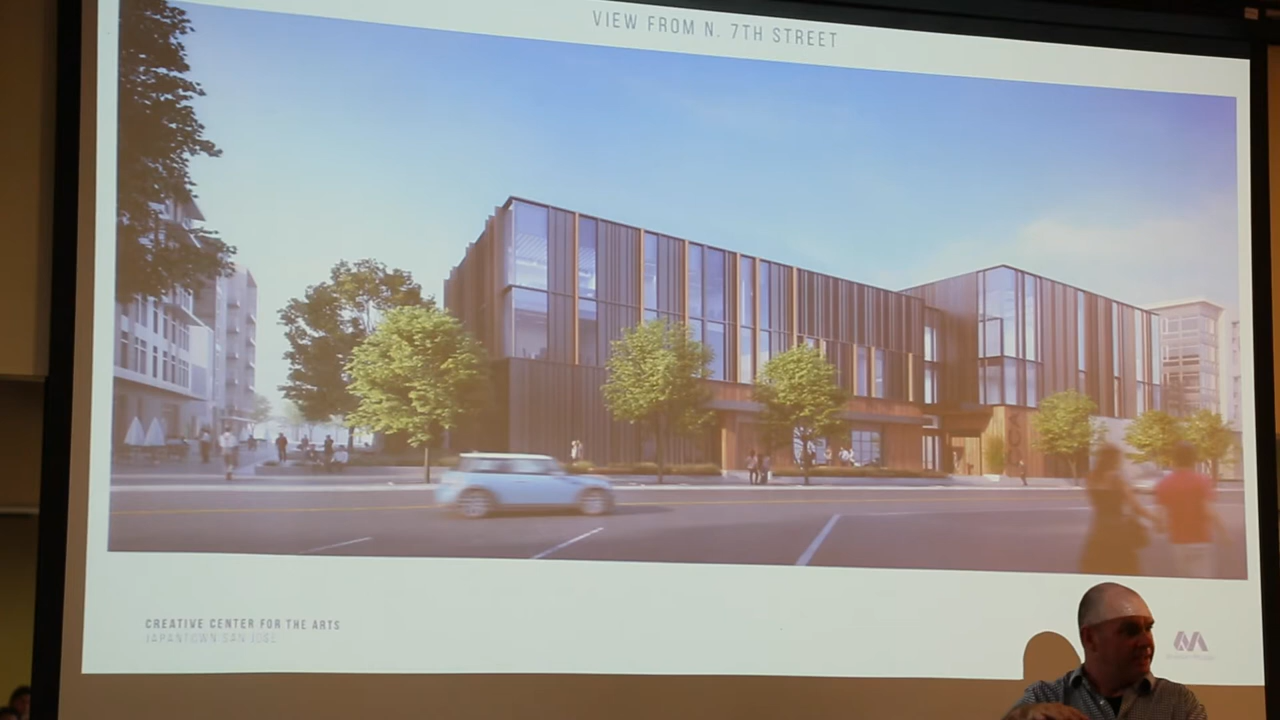 VIEW FROM N. 7TH STREET
CREATIVE CENTER FOR THE ARTS
JAPANTOWN SAN JOSE